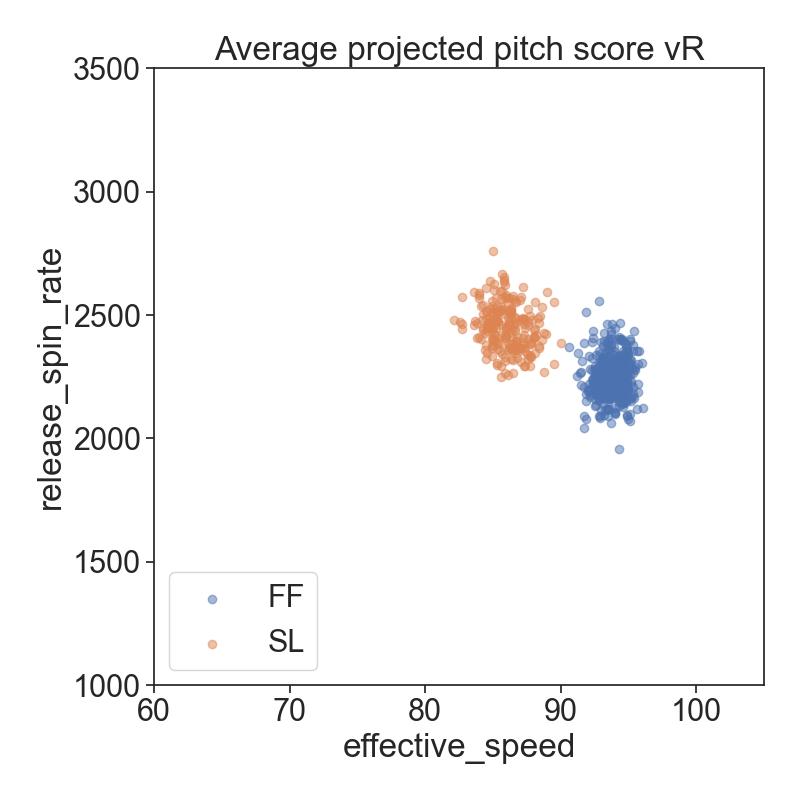 Average projected pitch score vR
3500
3000
2500
2000
1500
1000
release_spin_rate
FF
SL
60 70 80 90 100
effective_speed